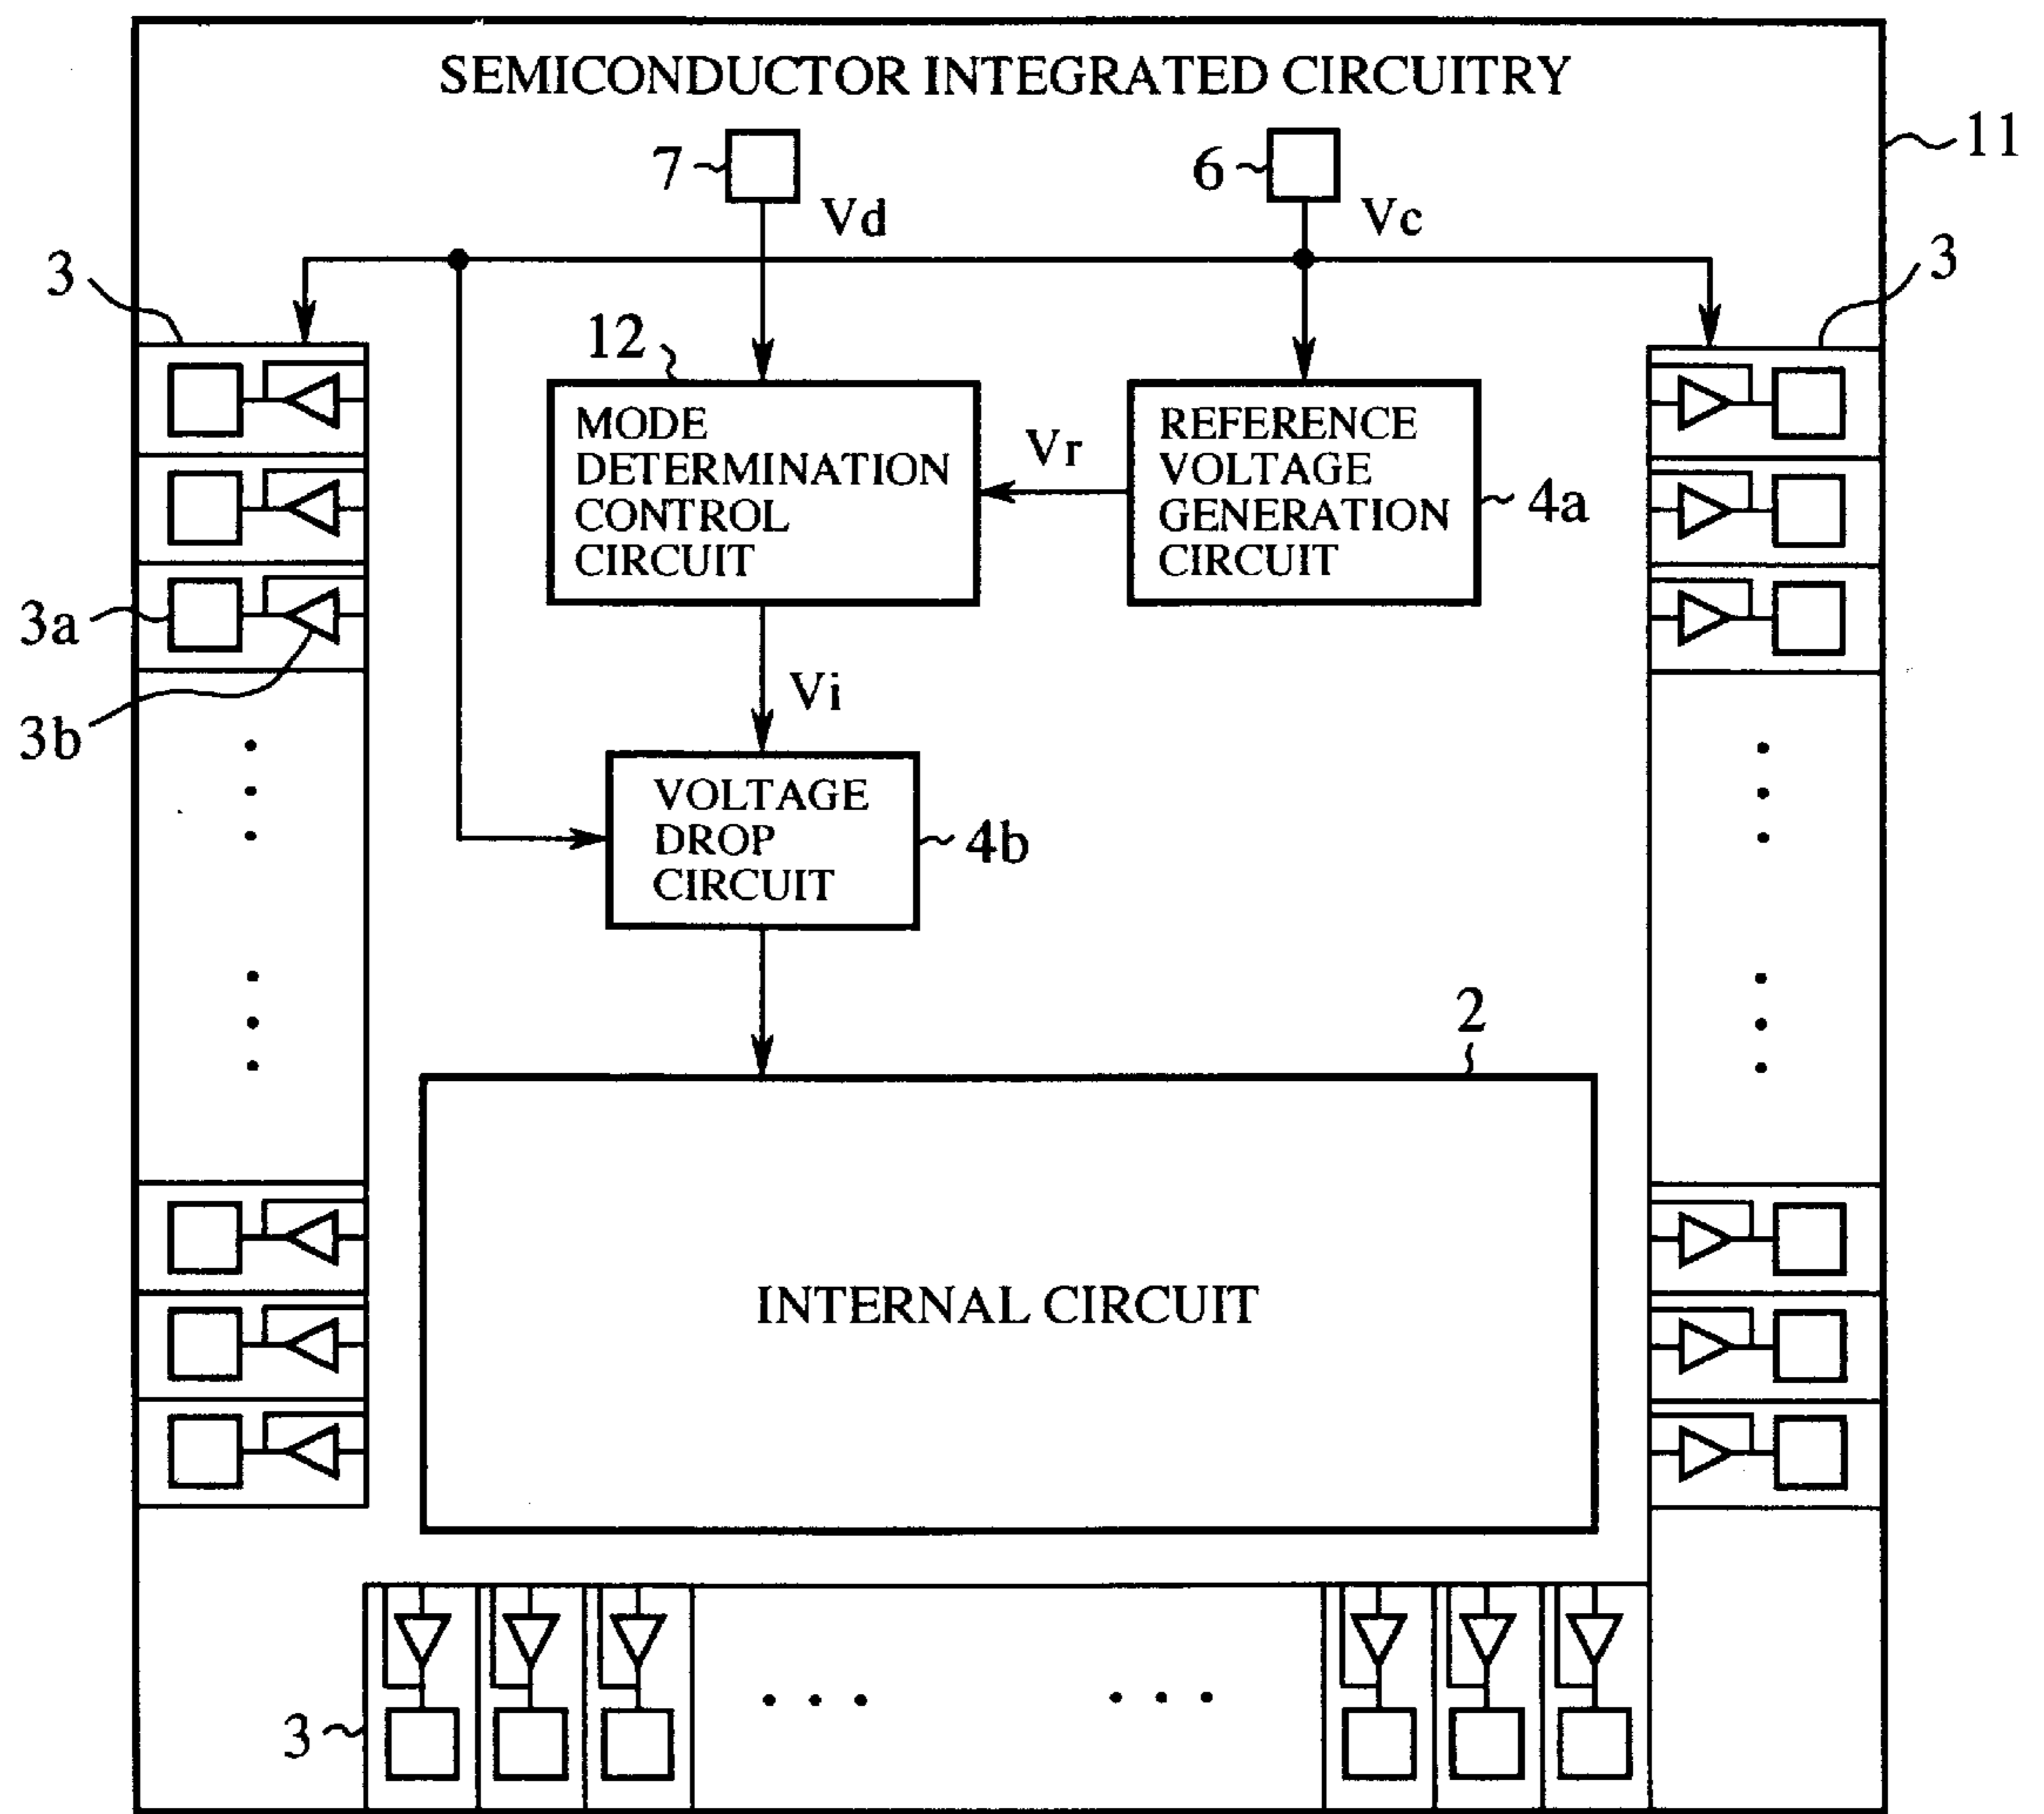 SEMICONDUCTOR INTEGRATED CIRCUITRY
11
7
6
Vd
Vc
3
3
12
MODE
DETERMINATION
CONTROL
CIRCUIT
Vr
REFERENCE
VOLTAGE
GENERATION
CIRCUIT
4a
3a
3b
Vi
VOLTAGE
DROP
CIRCUIT
4b
2
INTERNAL CIRCUIT
3